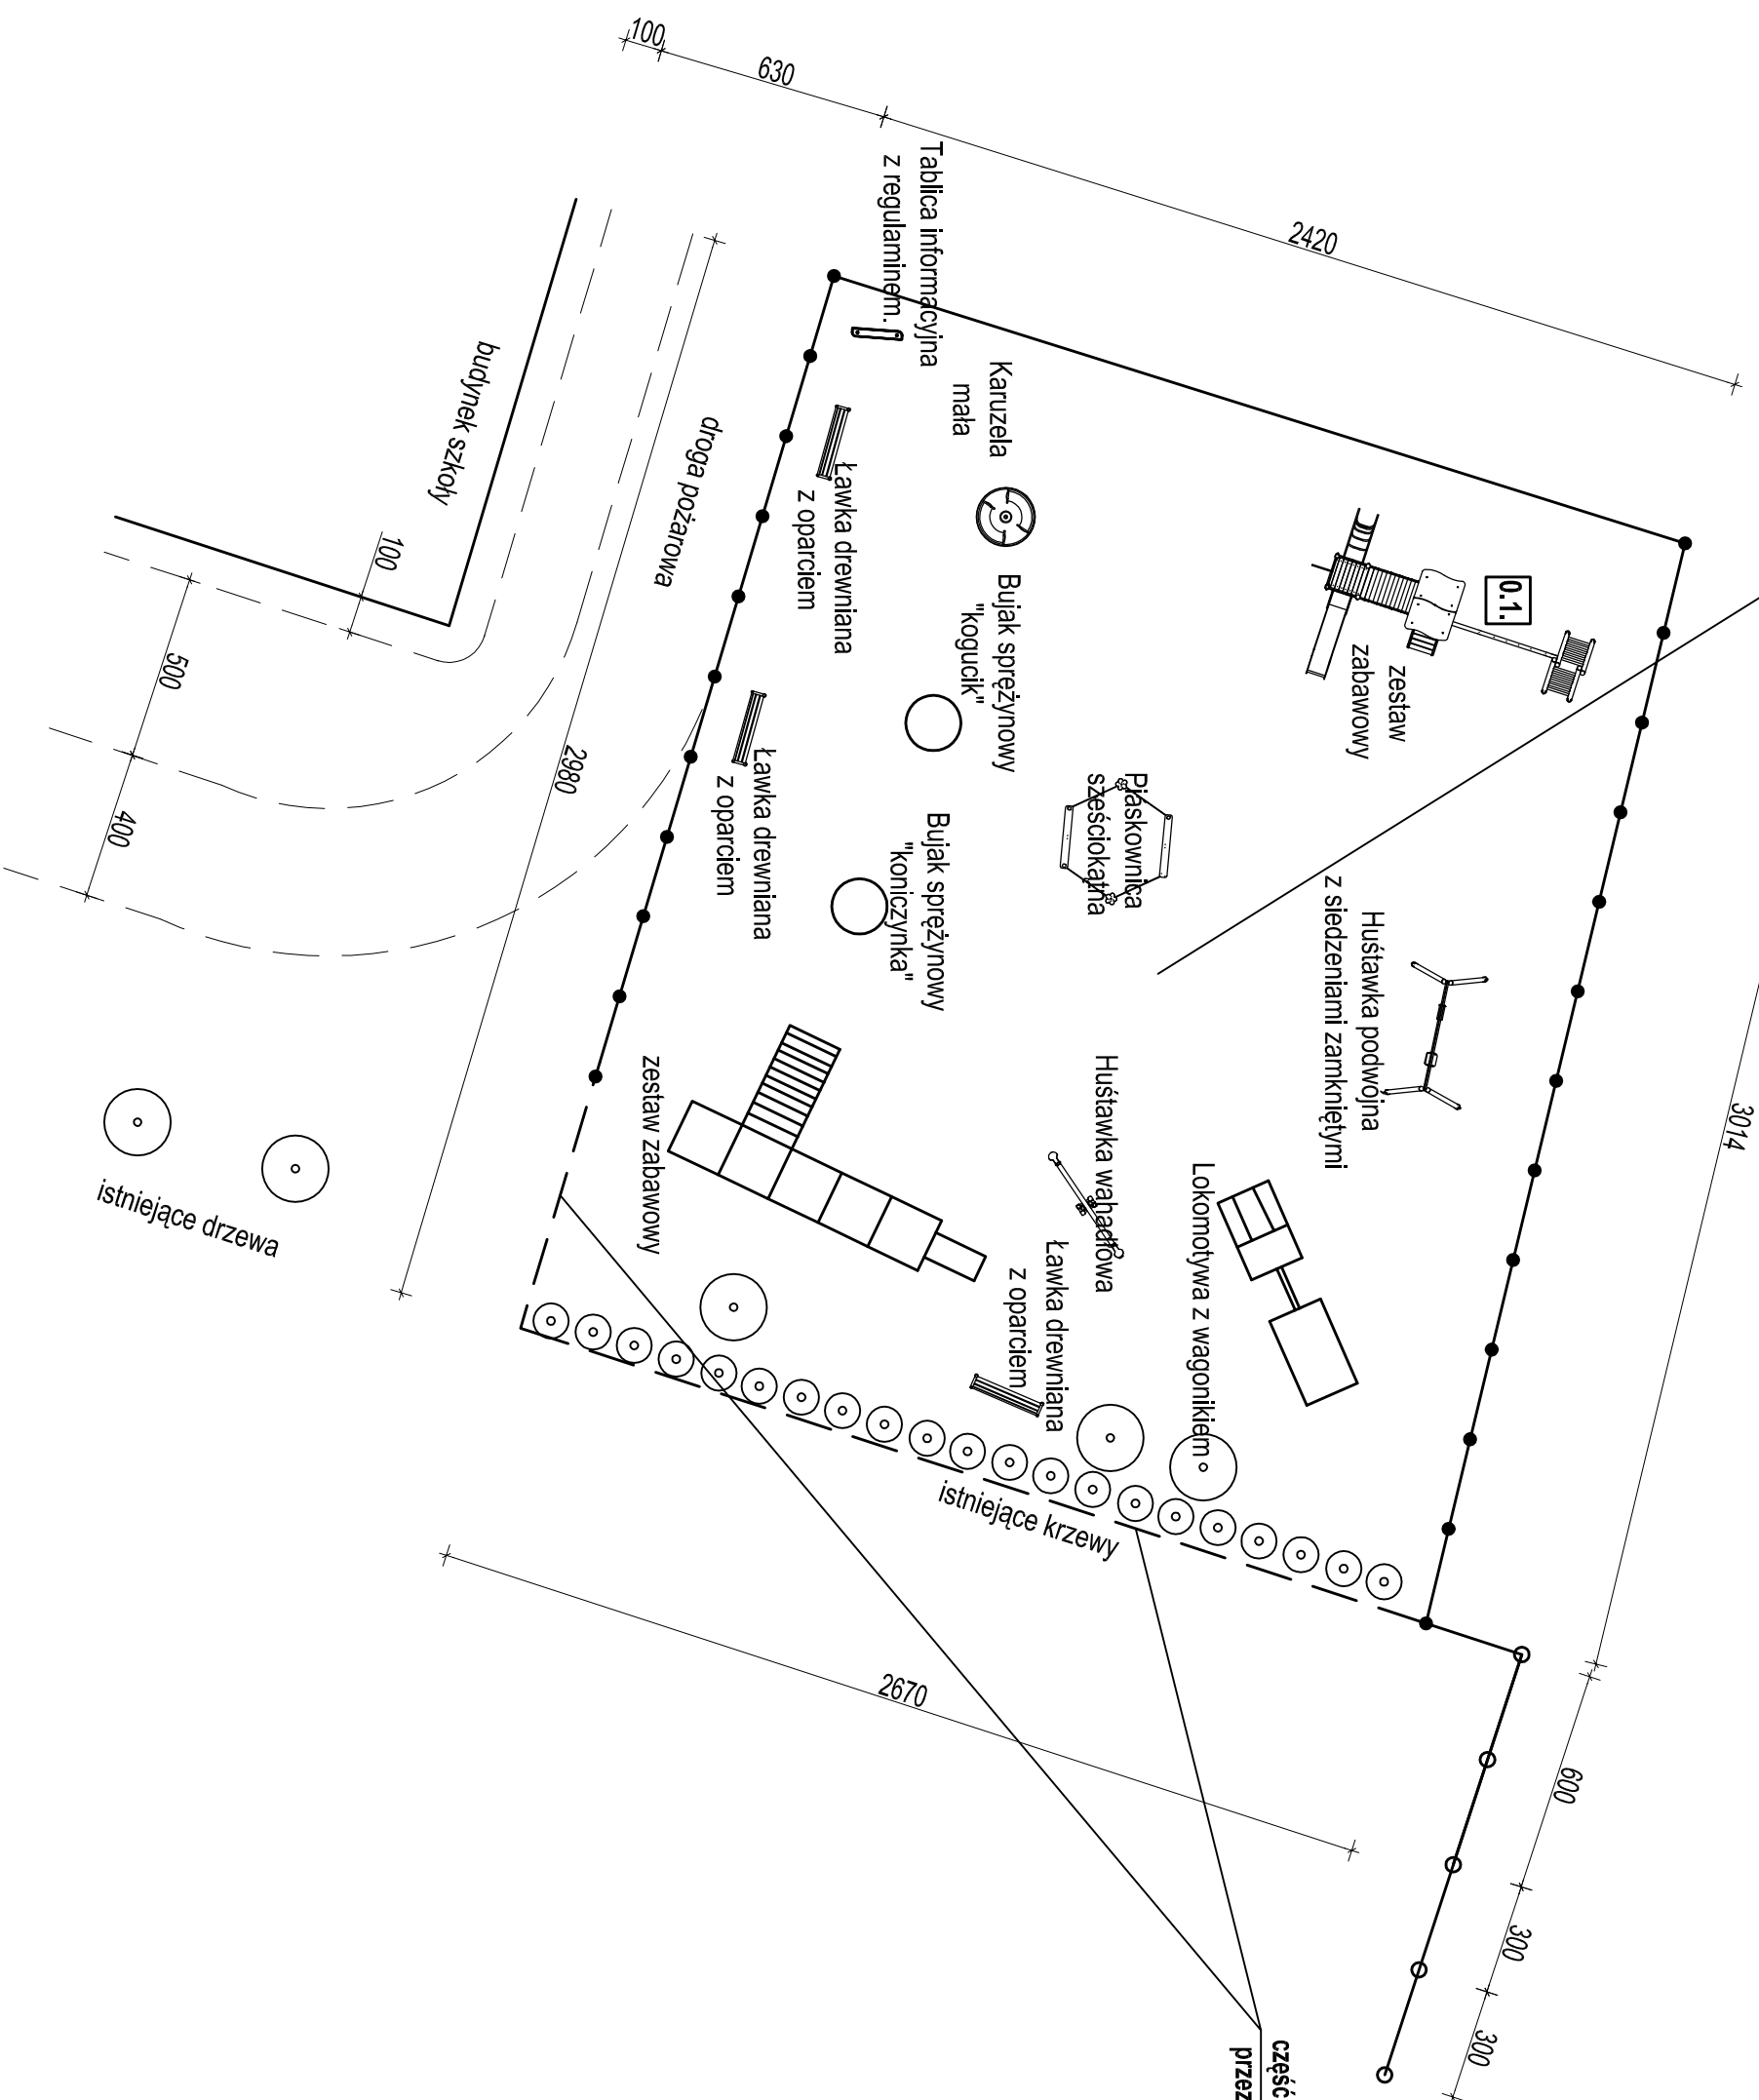 100
630
2420
Tablica informacyjna
z regulaminem.
Karuzela
mała
0.1.
zestaw
zabawowy
budynek szkoły
droga pożarowa
Ławka drewniana
z oparciem
Bujak sprężynowy
"kogucik"
100
500
400
2980
Ławka drewniana
z oparciem
Bujak sprężynowy
"koniczynka"
Piaskownica
sześciokątna
Huśtawka podwójna
z siedzeniami zamkniętymi
3014
zestaw zabawowy
Huśtawka wahadłowa
Lokomotywa z wagonikiem
Ławka drewniana
z oparciem
istniejące drzewa
istniejące krzewy
2670
600
300
300
część
przez